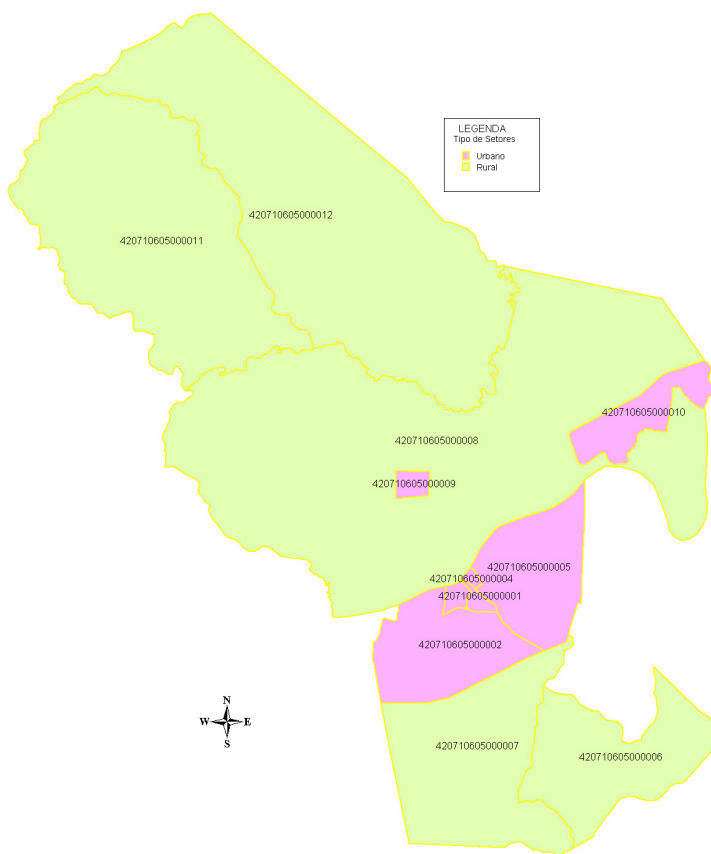 LEGENDA
Tipo de Setores
Urbano
Rural
420710605000012
420710605000011
420710605000010
420710605000008
420710605000009
420710605000005
420710605000004
420710605000001
420710605000002
N
W E
S
420710605000007
420710605000006